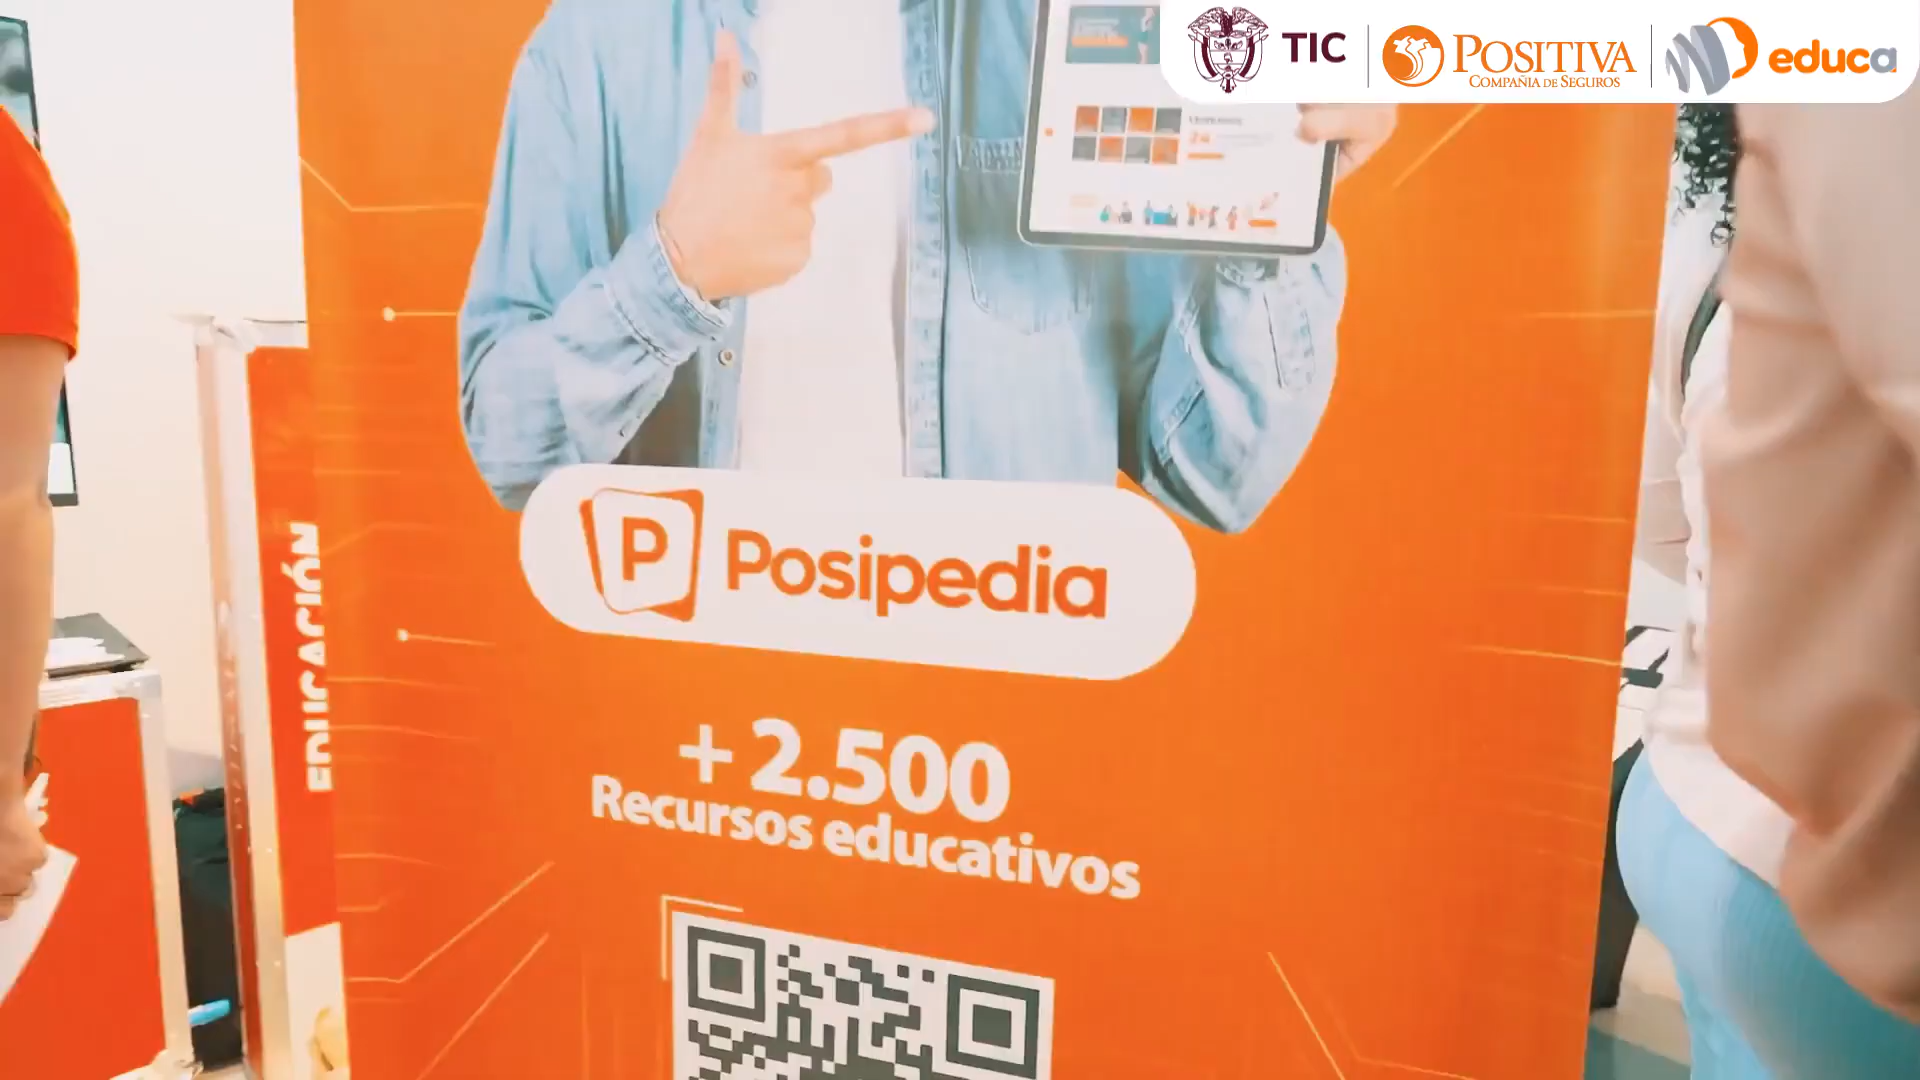 TIC
POSITIVA
COMPAÑIA DE SEGUROS
educa
P Posipedia
+ 2.500
Recursos educativos
EDUCACIÓN